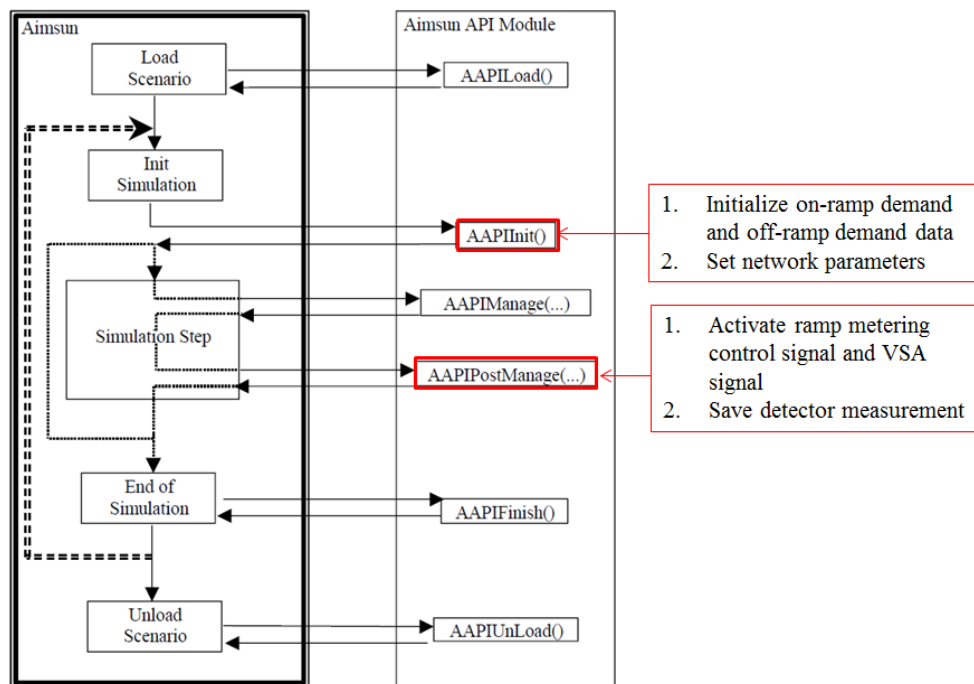 Aimsun
Aimsun API Module
Load
Scenario
AAPILoad()
Init
Simulation
AAPIInit()
1. Initialize on-ramp demand
and off-ramp demand data
2. Set network parameters
AAPIManage(...)
Simulation Step
AAPIPostManage(...)
1. Activate ramp metering
control signal and VSA
signal
2. Save detector measurement
End of
Simulation
AAPIFinish()
Unload
Scenario
AAPIUnLoad()